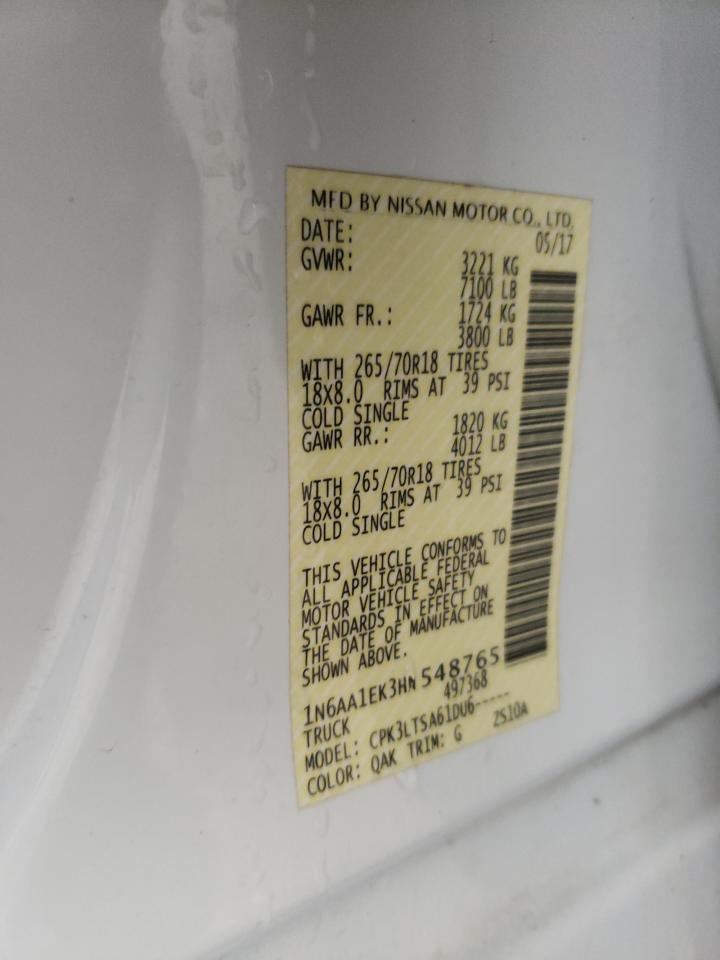 MFD BY NISSAN MOTOR CO., LTD.
DATE: 05/17
GVWR: 3221 KG
7100 LB
GAWR FR.: 1724 KG
3800 LB
WITH 265/70R18 TIRES
18X8.0 RIMS AT 39 PSI
COLD SINGLE
GAWR RR.: 1820 KG
4012 LB
WITH 265/70R18 TIRES
18X8.0 RIMS AT 39 PSI
COLD SINGLE
THIS VEHICLE CONFORMS TO
ALL APPLICABLE FEDERAL
MOTOR VEHICLE SAFETY
STANDARDS IN EFFECT ON
THE DATE OF MANUFACTURE
SHOWN ABOVE.
1N6AA1EK3HN548765
TRUCK 497368
MODEL: CPK3LTSA61DU6-----
COLOR: QAK TRIM: G ZS10A